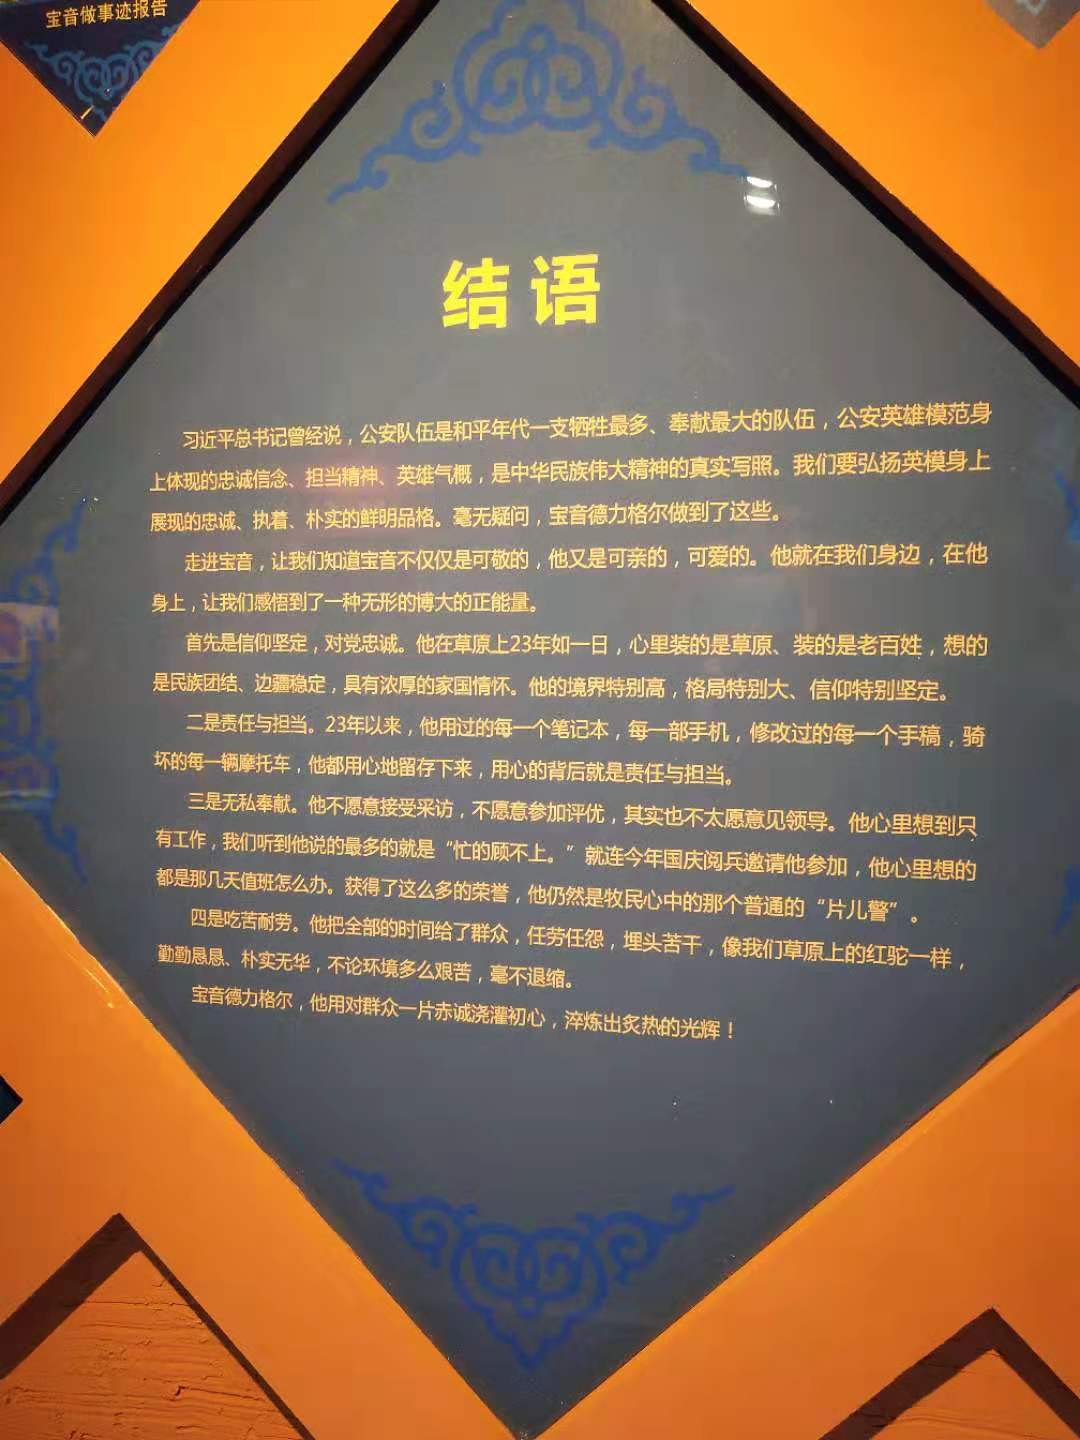 宝音做事迹报告
结语
习近平总书记曾经说，公安队伍是和平年代一支牺牲最多、奉献最大的队伍，公安英雄模范身
上体现的忠诚信念、担当精神、英雄气概，是中华民族伟大精神的真实写照。我们要弘扬英模身上
展现的忠诚、执着、朴实的鲜明品格。毫无疑问，宝音德力格尔做到了这些。
走进宝音，让我们知道宝音不仅仅是可敬的，他又是可亲的，可爱的。他就在我们身边，在他
身上，让我们感悟到了一种无形的博大的正能量。
首先是信仰坚定，对党忠诚。他在草原上23年如一日，心里装的是草原、装的是老百姓，想的
是民族团结、边疆稳定，具有浓厚的家国情怀。他的境界特别高，格局特别大、信仰特别坚定。
二是责任与担当。23年以来，他用过的每一个笔记本，每一部手机，修改过的每一个手稿，骑
坏的每一辆摩托车，他都用心地留存下来，用心的背后就是责任与担当。
三是无私奉献。他不愿意接受采访，不愿意参加评优，其实也不太愿意见领导。他心里想到只
有工作，我们听到他说的最多的就是“忙的顾不上。”就连今年国庆阅兵邀请他参加，他心里想的
都是那几天值班怎么办。获得了这么多的荣誉，他仍然是牧民心中的那个普通的“片儿警”。
四是吃苦耐劳。他把全部的时间给了群众，任劳任怨，埋头苦干，像我们草原上的红驼一样，
勤勤恳恳、朴实无华，不论环境多么艰苦，毫不退缩。
宝音德力格尔，他用对群众一片赤诚浇灌初心，淬炼出炙热的光辉！